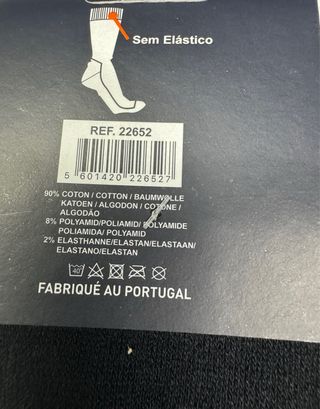 Sem Elástico
REF. 22652
5 601420 226527
90% COTON / COTTON / BAUMWOLLE
KATOEN / ALGODON / COTONE /
ALGODÃO
8% POLYAMID/POLIAMID/ POLYAMIDE
POLIAMIDA/ POLYAMID
2% ELASTHANNE/ELASTAN/ELASTAAN/
ELASTANO/ELASTAN
40
FABRIQUÉ AU PORTUGAL